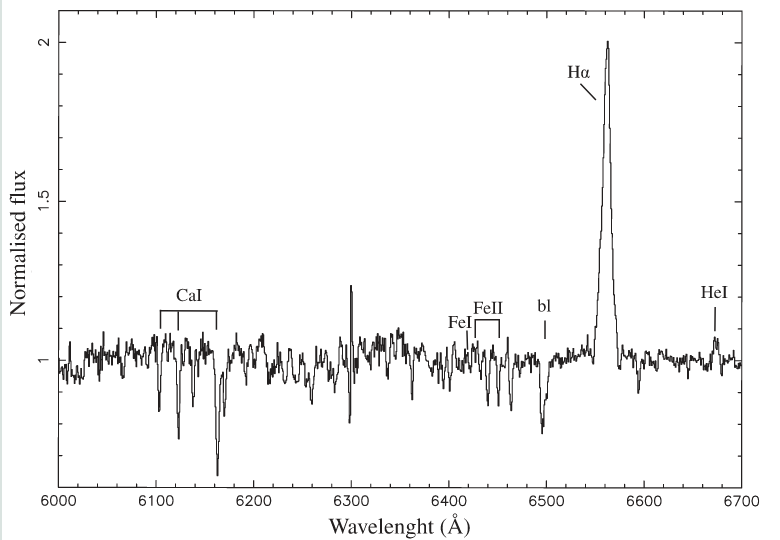 2
Hα
1.5
Normalised flux
CaI
FeI
FeII
bl
HeI
1
6000
6100
6200
6300
6400
6500
6600
6700
Wavelenght (Å)